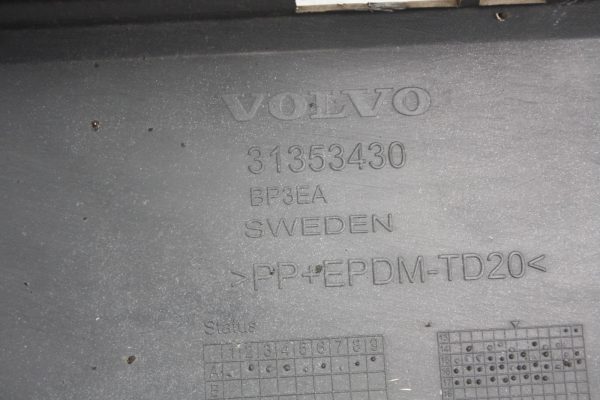 VOLVO
31353430
BP3EA
SWEDEN
>PP+EPDM-TD20<
Status
1 2 3 4 5 6 7 8 9
A
B